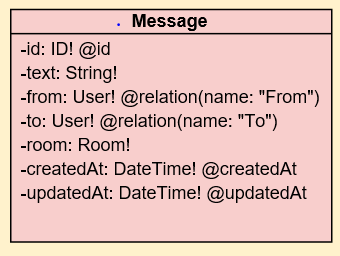 Message
-id: ID! @id
-text: String!
-from: User! @relation(name: "From")
-to: User! @relation(name: "To")
-room: Room!
-createdAt: DateTime! @createdAt
-updatedAt: DateTime! @updatedAt